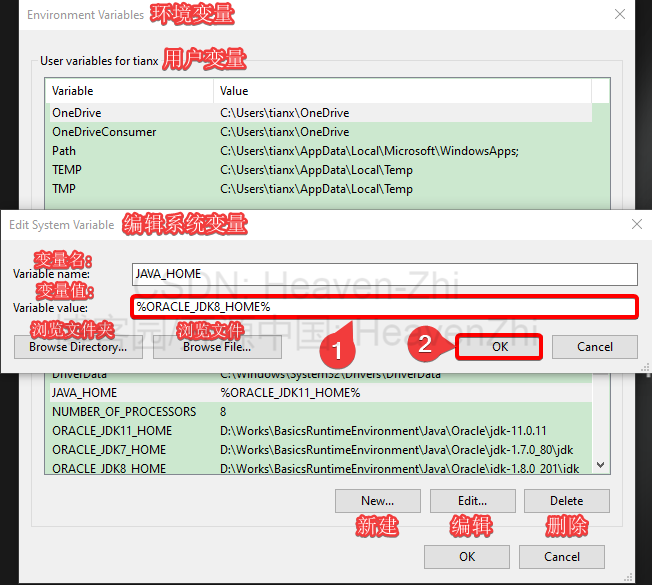 Environment Variables 环境变量
User variables for tianx 用户变量
Variable Value
OneDrive C:\Users\tianx\OneDrive
OneDriveConsumer C:\Users\tianx\OneDrive
Path C:\Users\tianx\AppData\Local\Microsoft\WindowsApps;
TEMP C:\Users\tianx\AppData\Local\Temp
TMP C:\Users\tianx\AppData\Local\Temp
Edit System Variable 编辑系统变量
变量名:
Variable name: JAVA_HOME
CSDN: Heaven-Zhi
变量值:
Variable value: %ORACLE_JDK8_HOME%
浏览文件夹 浏览文件
中国: HeavenZhi
Browse Directory... Browse File... 1 2 OK Cancel
DriverData C:\Windows\System32\Drivers\DriverData
JAVA_HOME %ORACLE_JDK11_HOME%
NUMBER_OF_PROCESSORS 8
ORACLE_JDK11_HOME D:\Works\BasicsRuntimeEnvironment\Java\Oracle\jdk-11.0.11
ORACLE_JDK7_HOME D:\Works\BasicsRuntimeEnvironment\Java\Oracle\jdk-1.7.0_80\jdk
ORACLE_JDK8_HOME D:\Works\BasicsRuntimeEnvironment\Java\Oracle\jdk-1.8.0_201\jdk
New... Edit... Delete
新建 编辑 删除
OK Cancel